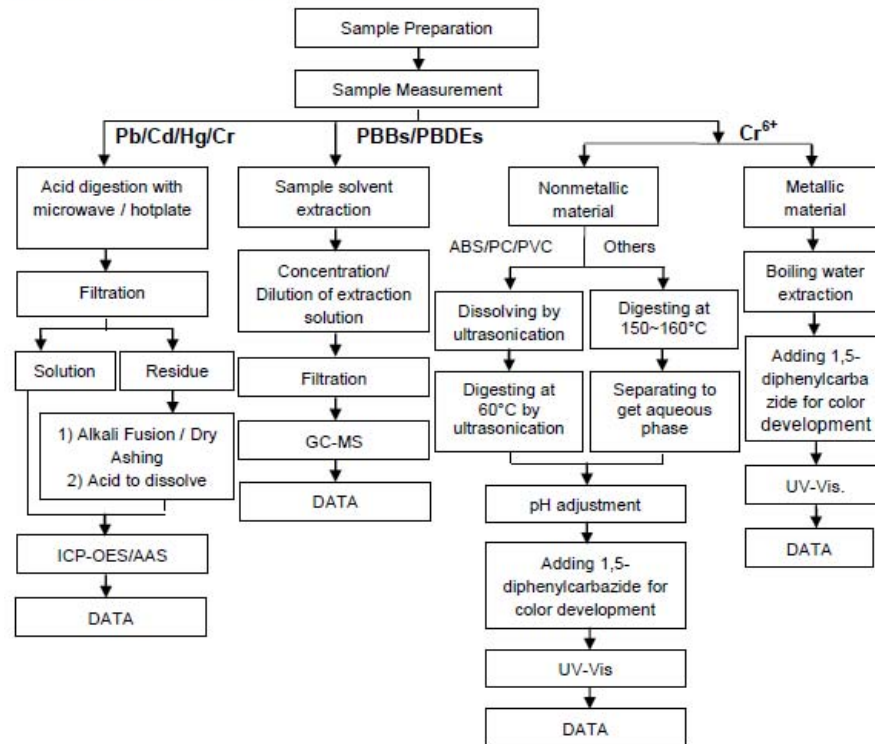 Sample Preparation
Sample Measurement
Pb/Cd/Hg/Cr
PBBs/PBDEs
Cr6+
Acid digestion with
microwave / hotplate
Filtration
Solution
Residue
1) Alkali Fusion / Dry
Ashing
2) Acid to dissolve
ICP-OES/AAS
DATA
Sample solvent
extraction
Concentration/
Dilution of extraction
solution
Filtration
GC-MS
DATA
Nonmetallic
material
ABS/PC/PVC
Others
Dissolving by
ultrasonication
Digesting at
60°C by
ultrasonication
Digesting at
150~160°C
Separating to
get aqueous
phase
pH adjustment
Adding 1,5-
diphenylcarbazide for
color development
UV-Vis
DATA
Metallic
material
Boiling water
extraction
Adding 1,5-
diphenylcarba
zide for color
development
UV-Vis.
DATA